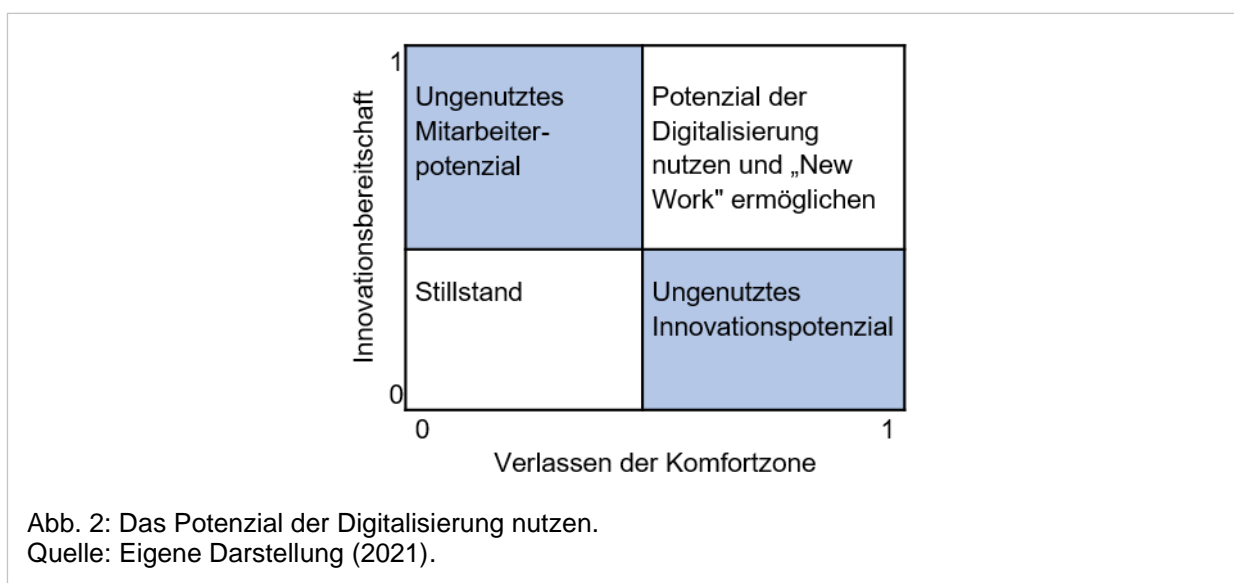 Innovationsbereitschaft
1
Ungenutztes
Mitarbeiter-
potenzial
Potenzial der
Digitalisierung
nutzen und „New
Work" ermöglichen
Stillstand
Ungenutztes
Innovationspotenzial
0
0
1
Verlassen der Komfortzone
Abb. 2: Das Potenzial der Digitalisierung nutzen.
Quelle: Eigene Darstellung (2021).